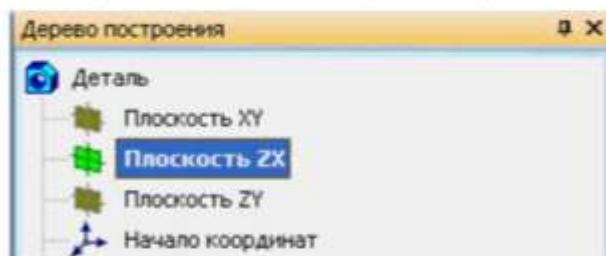 Дерево построения
Деталь
Плоскость XY
Плоскость ZX
Плоскость ZY
Начало координат